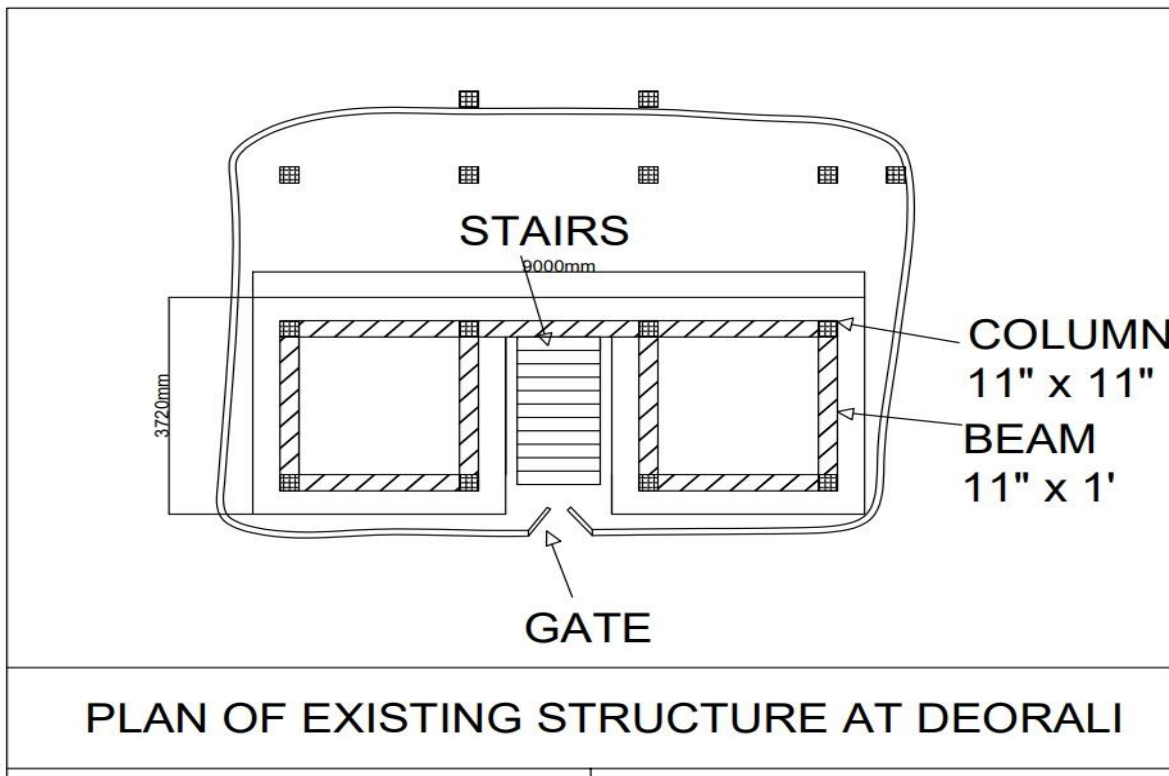 STAIRS
9000mm
COLUMN
11" x 11"
3720mm
BEAM
11" x 1'
GATE
PLAN OF EXISTING STRUCTURE AT DEORALI